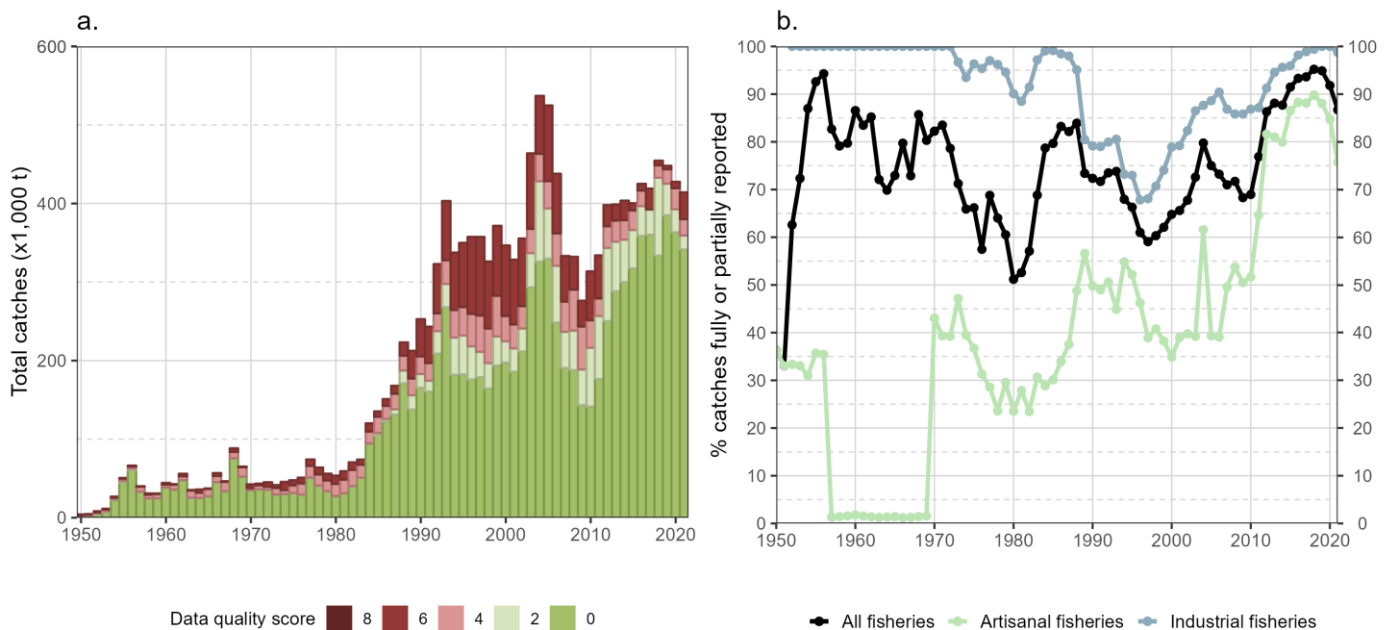 a.
Total catches (x1,000 t)
600
400
200
0
1950 1960 1970 1980 1990 2000 2010 2020
Data quality score 8 6 4 2 0
b.
% catches fully or partially reported
100 100
90 90
80 80
70 70
60 60
50 50
40 40
30 30
20 20
10 10
0 0
1950 1960 1970 1980 1990 2000 2010 2020
All fisheries Artisanal fisheries Industrial fisheries